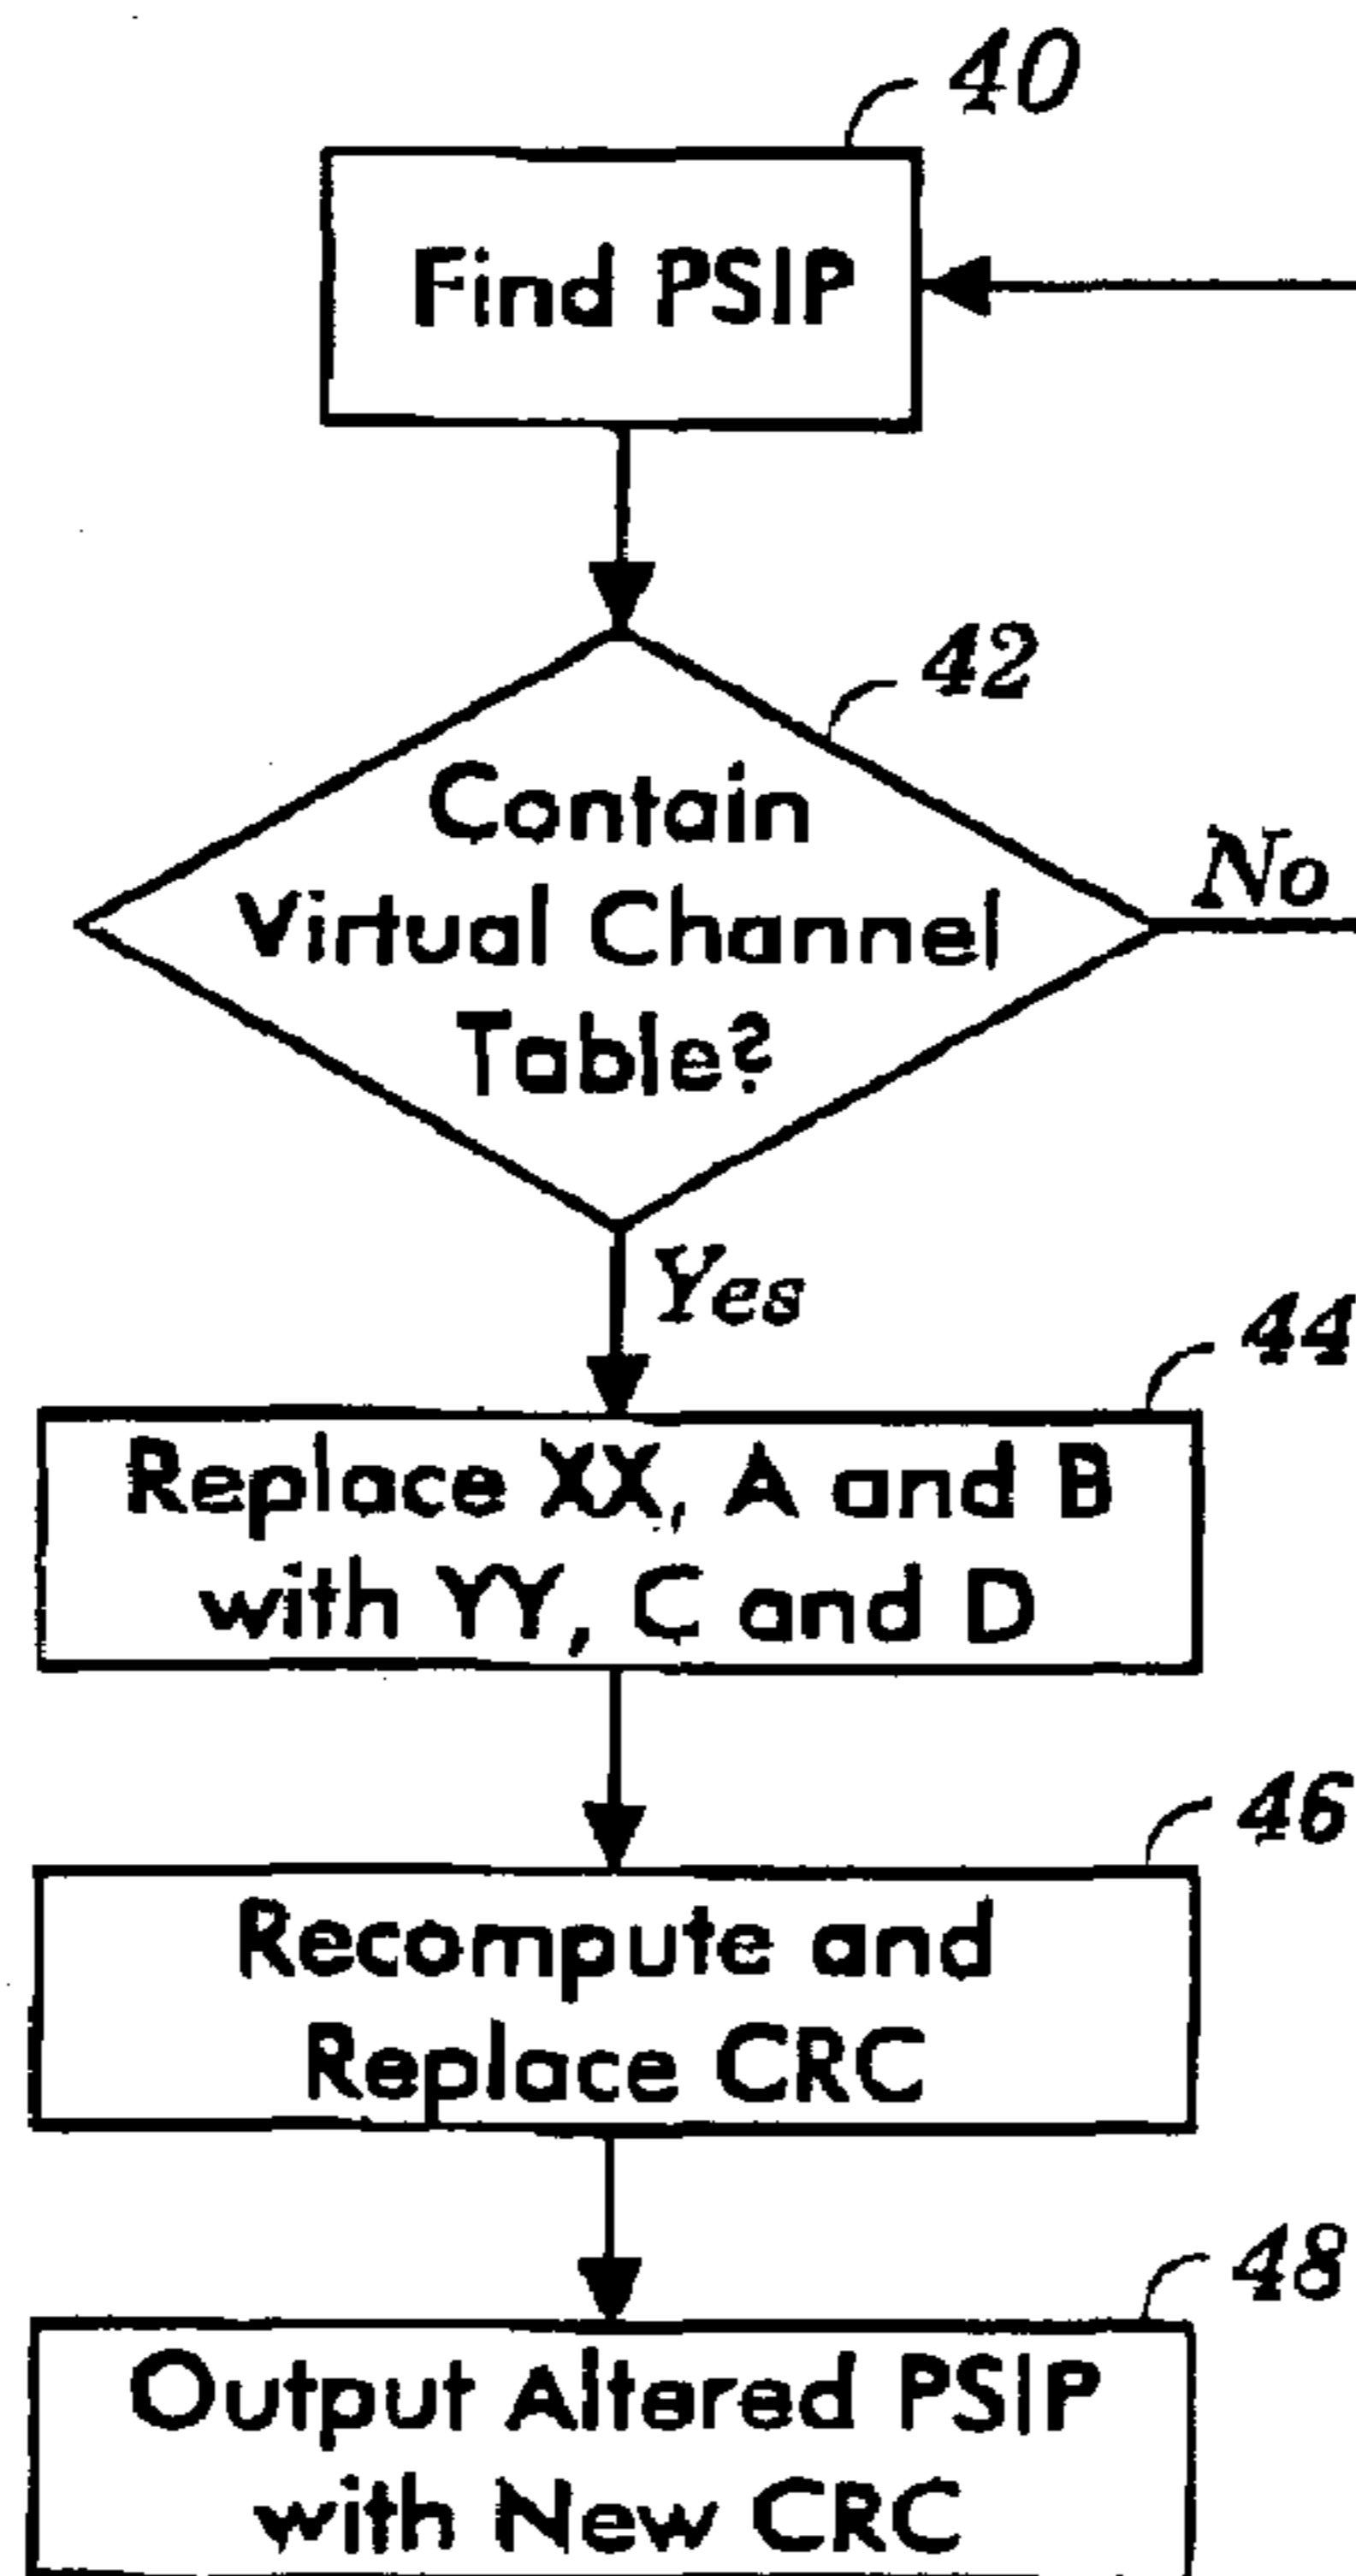 40
Find PSIP
42
Contain
Virtual Channel
Table?
No
Yes
44
Replace XX, A and B
with YY, C and D
46
Recompute and
Replace CRC
48
Output Altered PSIP
with New CRC